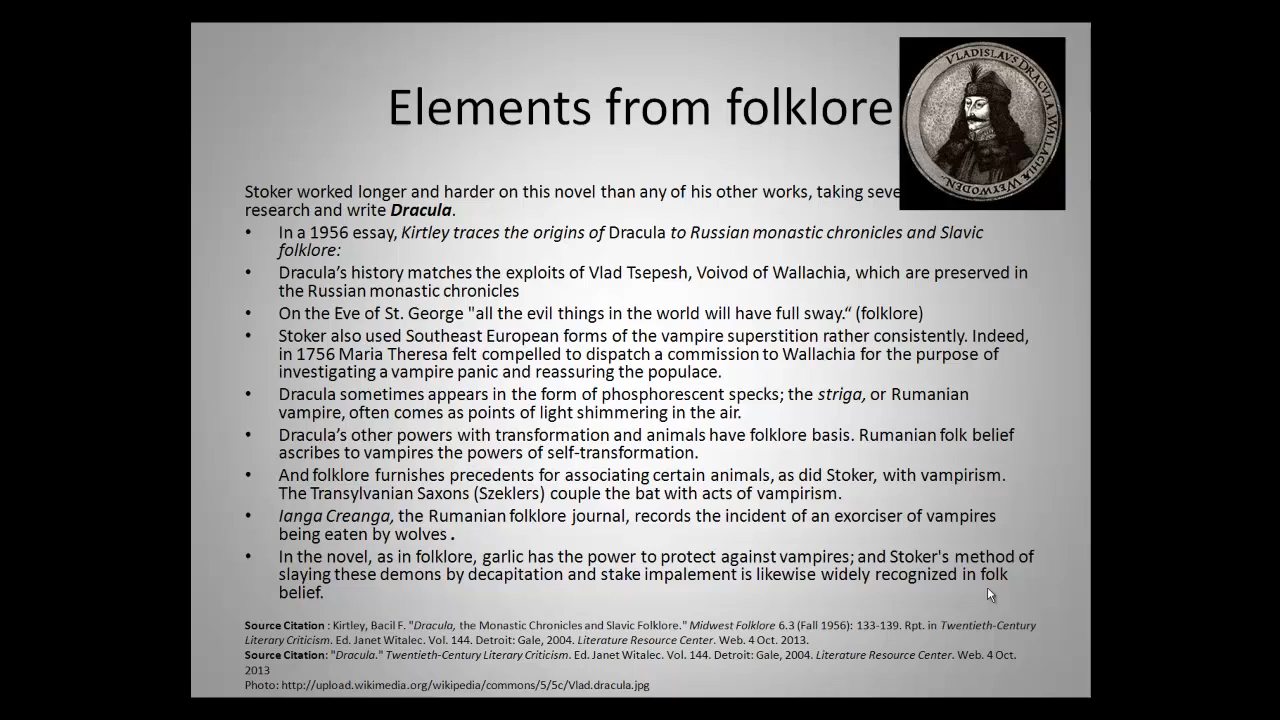 Elements from folklore
VLADISLAVS DRACVLA WALLACHIÆ WEYWODEN.
Stoker worked longer and harder on this novel than any of his other works, taking seve
research and write Dracula.
• In a 1956 essay, Kirtley traces the origins of Dracula to Russian monastic chronicles and Slavic
folklore:
• Dracula’s history matches the exploits of Vlad Tsepesh, Voivod of Wallachia, which are preserved in
the Russian monastic chronicles
• On the Eve of St. George "all the evil things in the world will have full sway.“ (folklore)
• Stoker also used Southeast European forms of the vampire superstition rather consistently. Indeed,
in 1756 Maria Theresa felt compelled to dispatch a commission to Wallachia for the purpose of
investigating a vampire panic and reassuring the populace.
• Dracula sometimes appears in the form of phosphorescent specks; the striga, or Rumanian
vampire, often comes as points of light shimmering in the air.
• Dracula’s other powers with transformation and animals have folklore basis. Rumanian folk belief
ascribes to vampires the powers of self-transformation.
• And folklore furnishes precedents for associating certain animals, as did Stoker, with vampirism.
The Transylvanian Saxons (Szeklers) couple the bat with acts of vampirism.
• Ianga Creanga, the Rumanian folklore journal, records the incident of an exorciser of vampires
being eaten by wolves .
• In the novel, as in folklore, garlic has the power to protect against vampires; and Stoker's method of
slaying these demons by decapitation and stake impalement is likewise widely recognized in folk
belief.
Source Citation : Kirtley, Bacil F. "Dracula, the Monastic Chronicles and Slavic Folklore." Midwest Folklore 6.3 (Fall 1956): 133-139. Rpt. in Twentieth-Century
Literary Criticism. Ed. Janet Witalec. Vol. 144. Detroit: Gale, 2004. Literature Resource Center. Web. 4 Oct. 2013.
Source Citation: "Dracula." Twentieth-Century Literary Criticism. Ed. Janet Witalec. Vol. 144. Detroit: Gale, 2004. Literature Resource Center. Web. 4 Oct.
2013
Photo: http://upload.wikimedia.org/wikipedia/commons/5/5c/Vlad.dracula.jpg